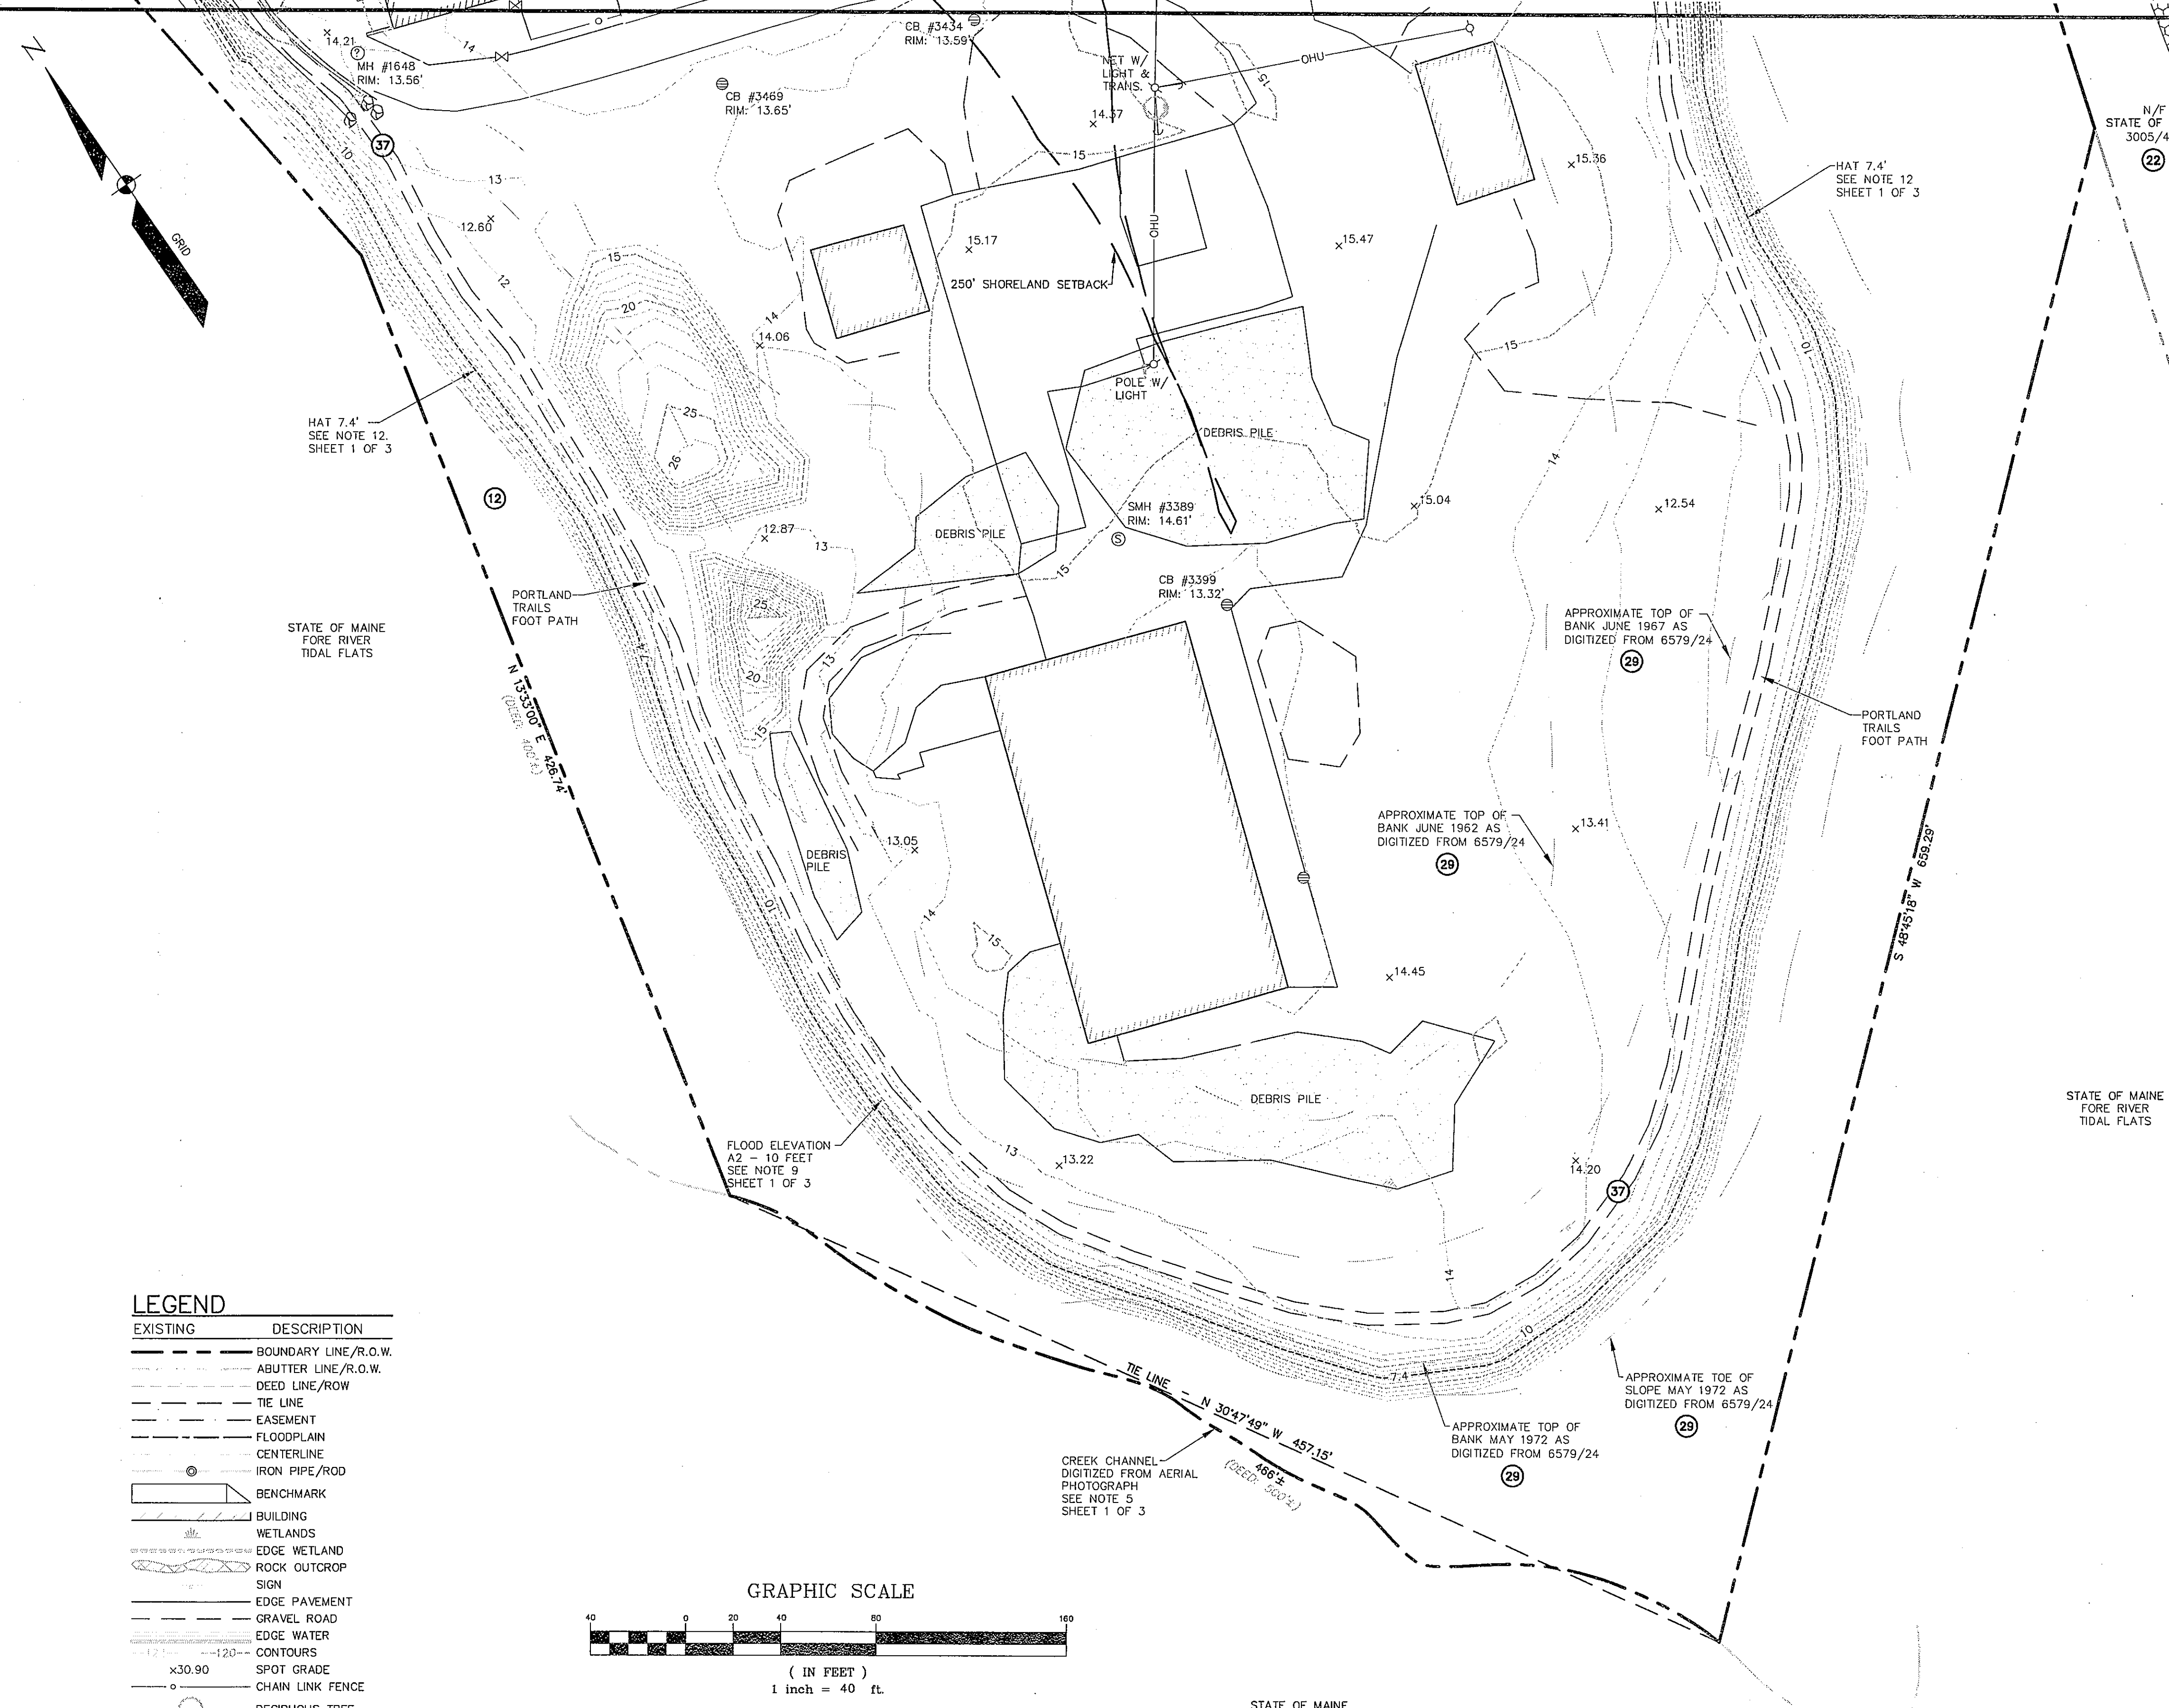 N
GRID
14.21
?
MH #1648
RIM: 13.56'
14
CB #3434
RIM: 13.59'
CB #3469
RIM: 13.65'
LIGHT &
TRANS.
OHU
15
14.37
15
37
10
13
12.60
12
15
20
25
26
14
14.06
15.17
OHU
250' SHORELAND SETBACK
15.47
15.36
HAT 7.4'
SEE NOTE 12
SHEET 1 OF 3
N/F
STATE OF
3005/4
22
10
15
POLE W/
LIGHT
DEBRIS PILE
HAT 7.4'
SEE NOTE 12.
SHEET 1 OF 3
12
12.87
13
DEBRIS PILE
SMH #3389
RIM: 14.61'
S
15.04
14
12.54
15
CB #3399
RIM: 13.32'
PORTLAND
TRAILS
FOOT PATH
25
20
15
13
7.4
STATE OF MAINE
FORE RIVER
TIDAL FLATS
N 13°33'00" E 426.74'
(DEED: 400'±)
APPROXIMATE TOP OF
BANK JUNE 1967 AS
DIGITIZED FROM 6579/24
29
PORTLAND
TRAILS
FOOT PATH
APPROXIMATE TOP OF
BANK JUNE 1962 AS
DIGITIZED FROM 6579/24
29
13.41
S 48°45'18" W 659.29'
13.05
DEBRIS
PILE
10
14
15
14.45
DEBRIS PILE
STATE OF MAINE
FORE RIVER
TIDAL FLATS
FLOOD ELEVATION
A2 - 10 FEET
SEE NOTE 9
SHEET 1 OF 3
13
13.22
14.20
37
14
10
7.4
APPROXIMATE TOE OF
SLOPE MAY 1972 AS
DIGITIZED FROM 6579/24
29
APPROXIMATE TOP OF
BANK MAY 1972 AS
DIGITIZED FROM 6579/24
29
TIE LINE - N 30°47'49" W 457.15'
466'±
(DEED: 500'±)
CREEK CHANNEL
DIGITIZED FROM AERIAL
PHOTOGRAPH
SEE NOTE 5
SHEET 1 OF 3
LEGEND
EXISTING DESCRIPTION
BOUNDARY LINE/R.O.W.
ABUTTER LINE/R.O.W.
DEED LINE/ROW
TIE LINE
EASEMENT
FLOODPLAIN
CENTERLINE
IRON PIPE/ROD
BENCHMARK
BUILDING
WETLANDS
EDGE WETLAND
ROCK OUTCROP
SIGN
EDGE PAVEMENT
GRAVEL ROAD
EDGE WATER
120 CONTOURS
×30.90 SPOT GRADE
CHAIN LINK FENCE
DECIDUOUS TREE
GRAPHIC SCALE
40 0 20 40 80 160
( IN FEET )
1 inch = 40 ft.
STATE OF MAINE